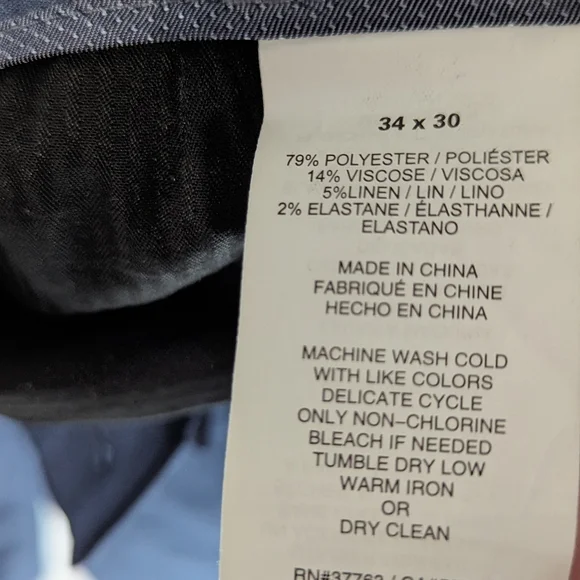 34 x 30
79% POLYESTER / POLIÉSTER
14% VISCOSE / VISCOSA
5%LINEN / LIN / LINO
2% ELASTANE / ÉLASTHANNE /
ELASTANO
MADE IN CHINA
FABRIQUÉ EN CHINE
HECHO EN CHINA
MACHINE WASH COLD
WITH LIKE COLORS
DELICATE CYCLE
ONLY NON–CHLORINE
BLEACH IF NEEDED
TUMBLE DRY LOW
WARM IRON
OR
DRY CLEAN
RN#37763 /